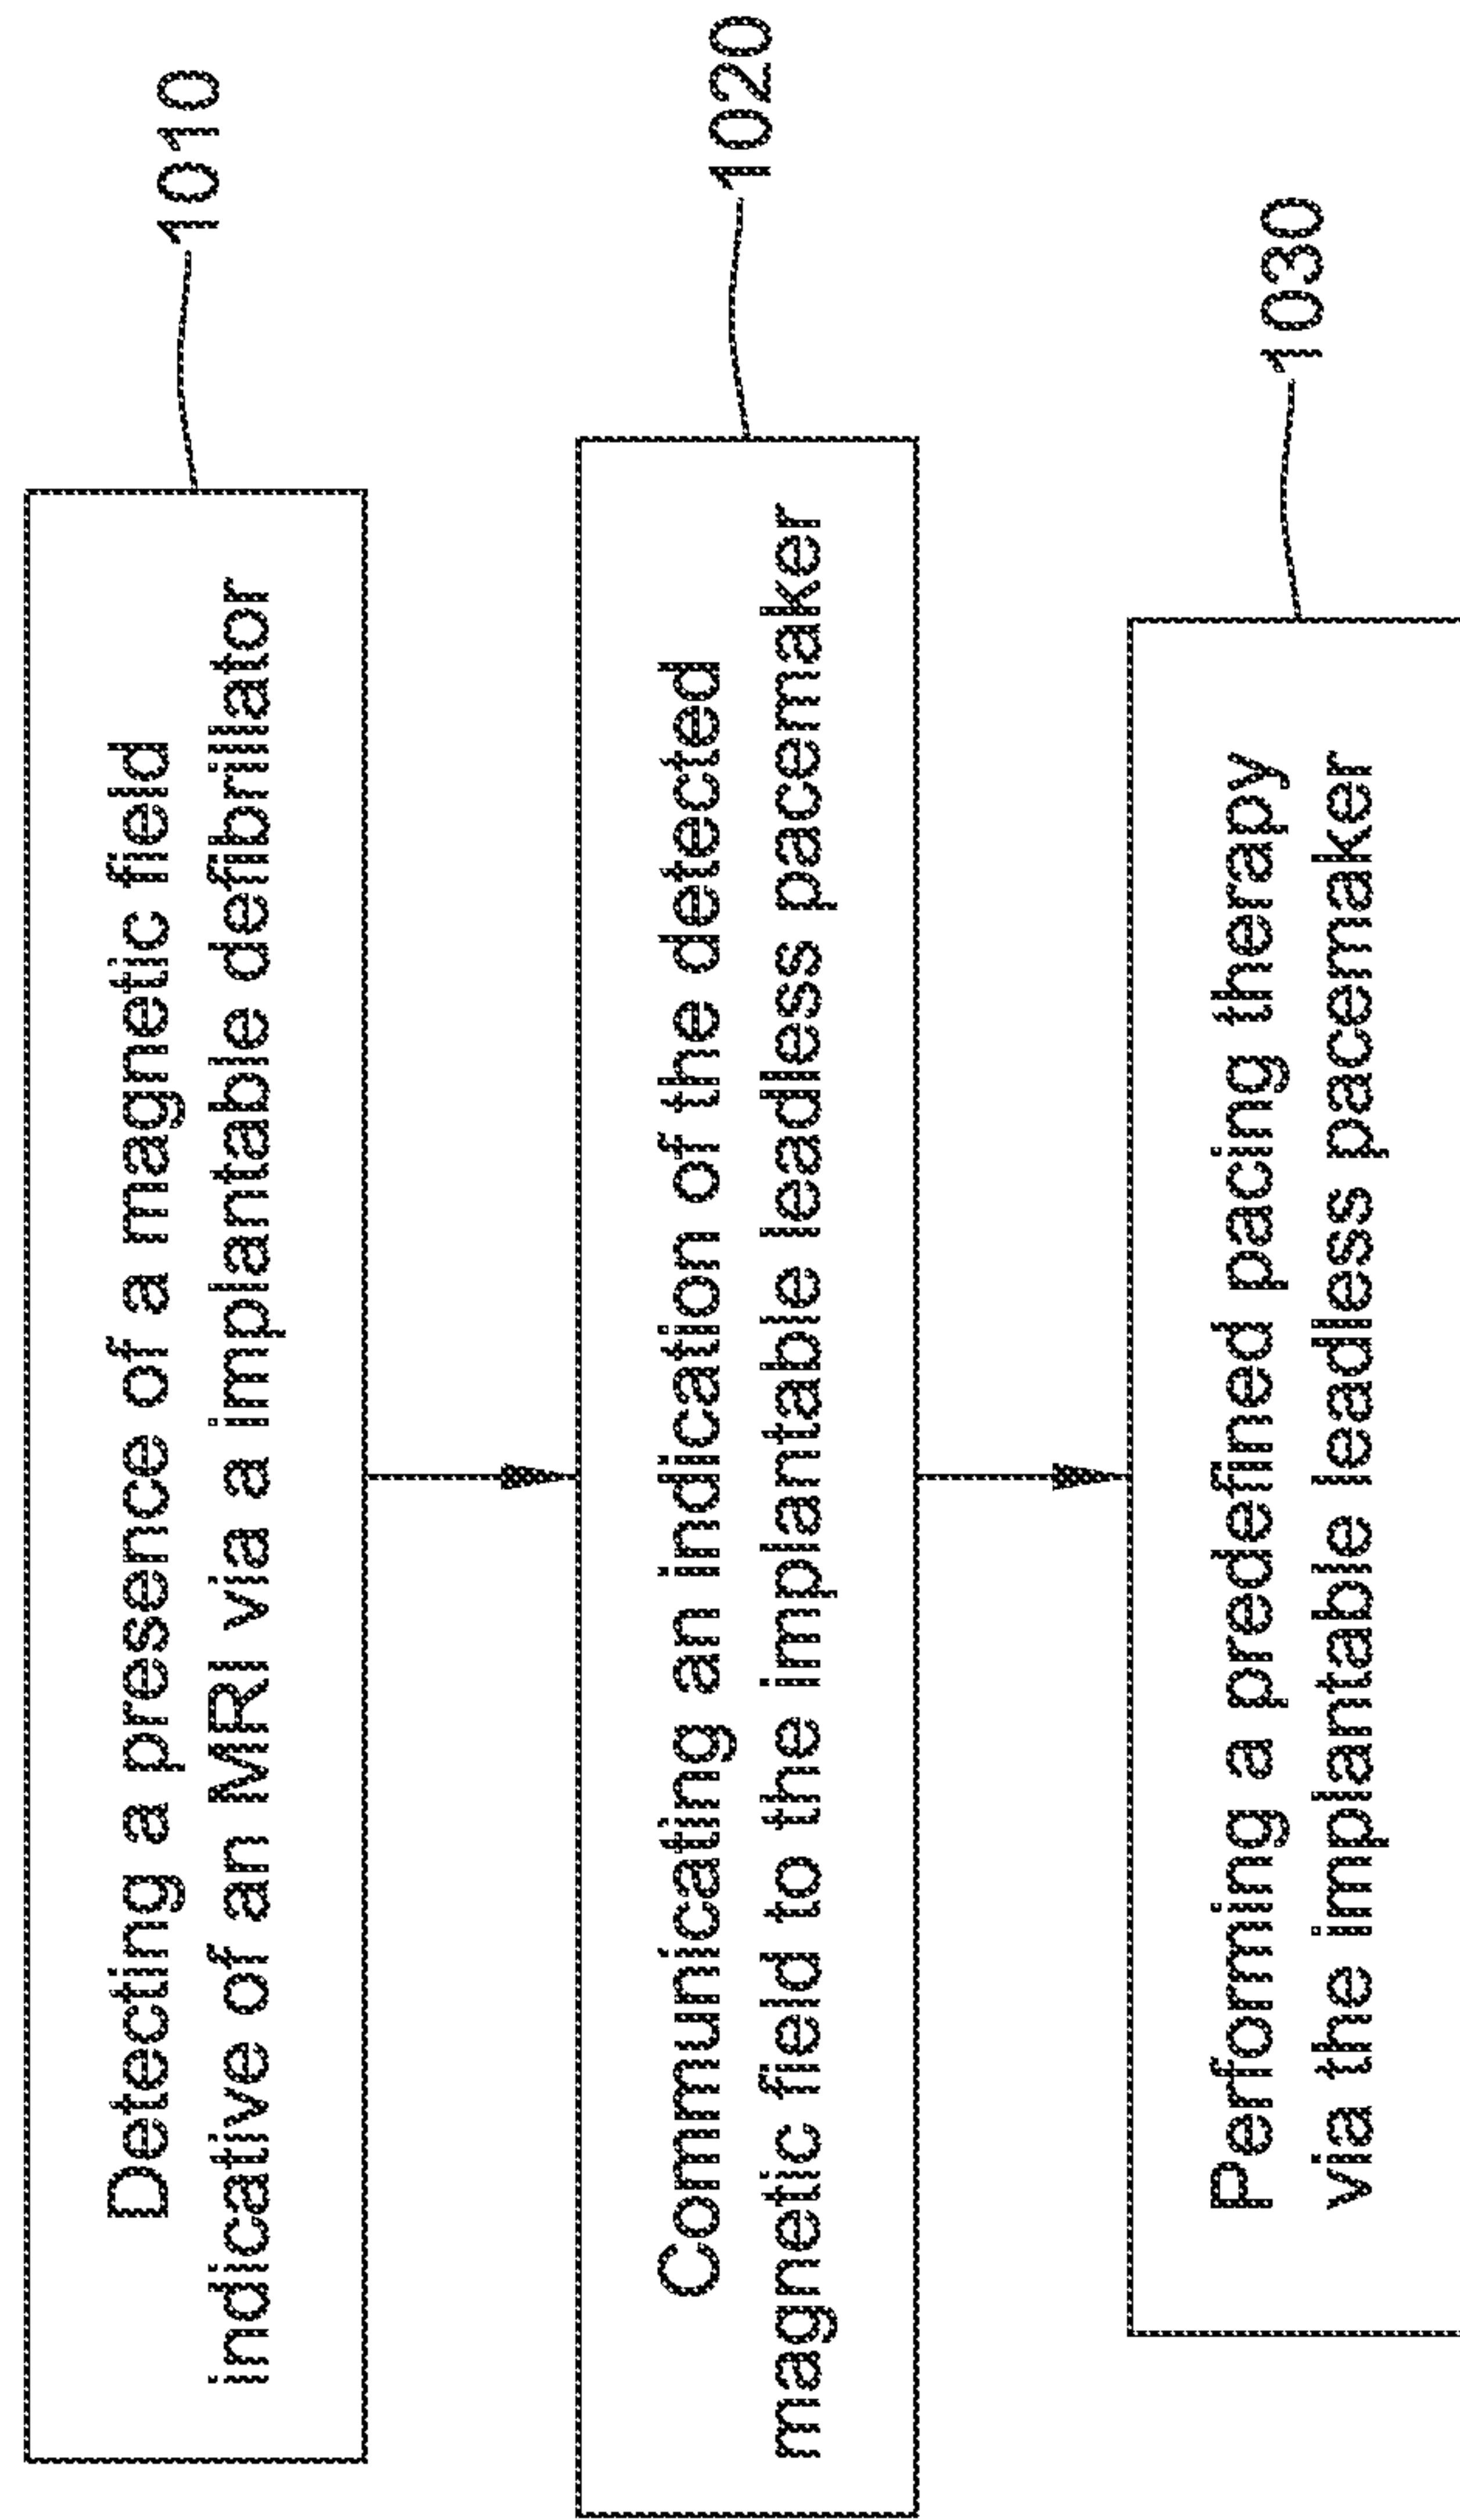 Detecting a presence of a magnetic field
indicative of an MRI via a implantable defibrillator
1010
Communicating an indication of the detected
magnetic field to the implantable leadless pacemaker
1020
Performing a predefined pacing therapy
via the implantable leadless pacemaker
1030